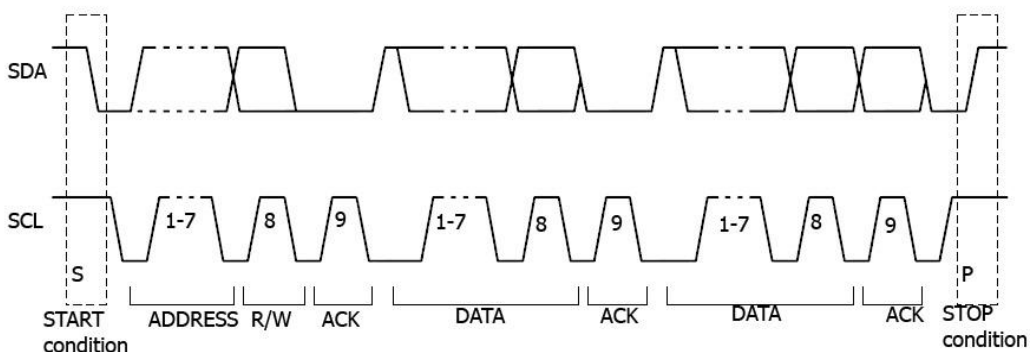 SDA
SCL
1-7 8 9 1-7 8 9 1-7 8 9
S P
START condition
ADDRESS R/W ACK DATA ACK DATA ACK
STOP condition